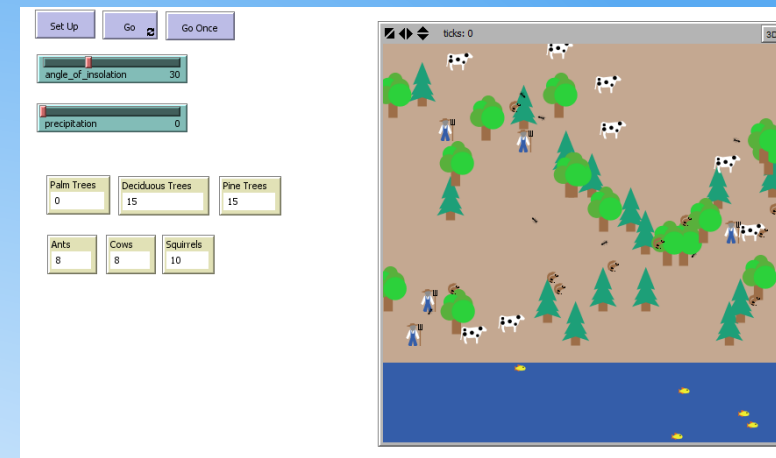 Set Up Go Go Once
ticks: 0 3D
angle_of_insolation 30
precipitation 0
Palm Trees Deciduous Trees Pine Trees
0 15 15
Ants Cows Squirrels
8 8 10